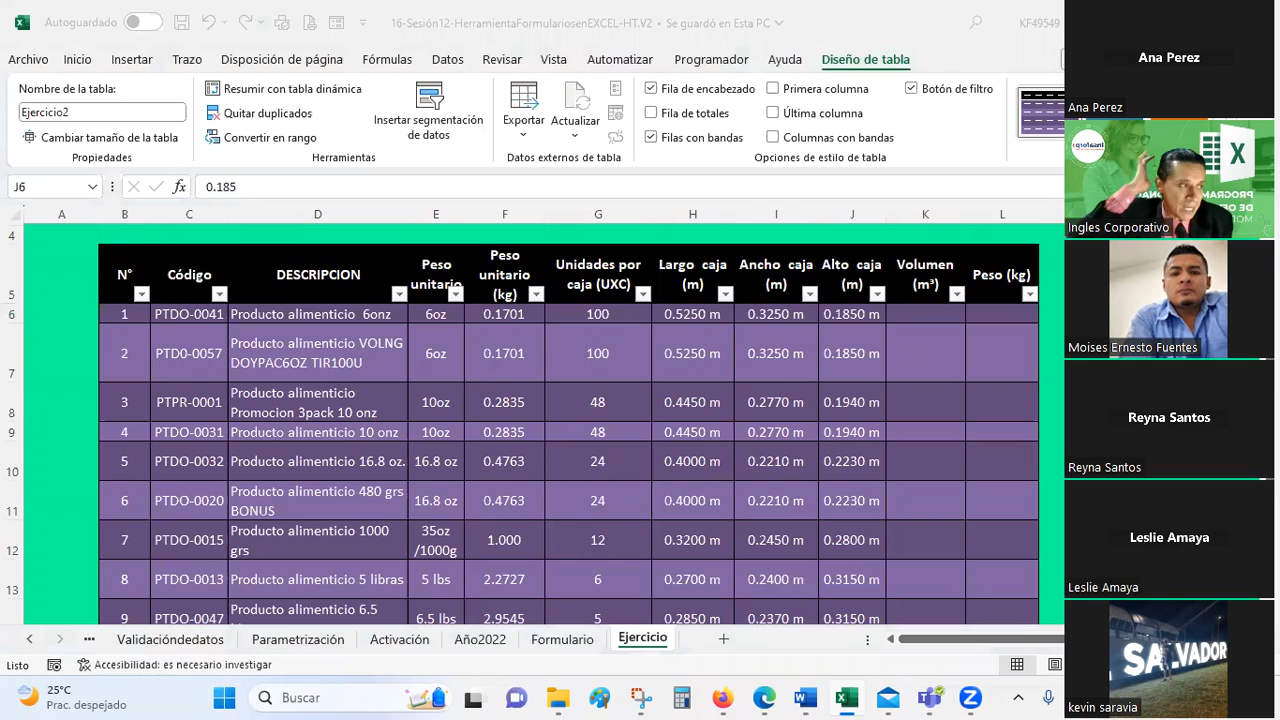 Autoguardado
16-Sesión12-HerramientaFormulariosenEXCEL-HT.V2 • Se guardó en Esta PC
KF49549
Archivo Inicio Insertar Trazo Disposición de página Fórmulas Datos Revisar Vista Automatizar Programador Ayuda Diseño de tabla
Nombre de la tabla:
Ejercicio2
Cambiar tamaño de la tabla
Propiedades
Resumir con tabla dinámica
Quitar duplicados
Convertir en rango
Insertar segmentación
de datos
Herramientas
Exportar
Actualizar
Datos externos de tabla
Fila de encabezado
Fila de totales
Filas con bandas
Primera columna
Última columna
Columnas con bandas
Botón de filtro
Opciones de estilo de tabla
J6 fx 0.185
A B C D E F G H I J K L
4
5 N° Código DESCRIPCION Peso unitario Peso unitario (kg) Unidades por caja (UXC) Largo caja (m) Ancho caja (m) Alto caja (m) Volumen (m³) Peso (kg)
6 1 PTDO-0041 Producto alimenticio 6onz 6oz 0.1701 100 0.5250 m 0.3250 m 0.1850 m
7 2 PTD0-0057 Producto alimenticio VOLNG DOYPAC6OZ TIR100U 6oz 0.1701 100 0.5250 m 0.3250 m 0.1850 m
8 3 PTPR-0001 Producto alimenticio Promocion 3pack 10 onz 10oz 0.2835 48 0.4450 m 0.2770 m 0.1940 m
9 4 PTDO-0031 Producto alimenticio 10 onz 10oz 0.2835 48 0.4450 m 0.2770 m 0.1940 m
10 5 PTDO-0032 Producto alimenticio 16.8 oz. 16.8 oz 0.4763 24 0.4000 m 0.2210 m 0.2230 m
11 6 PTDO-0020 Producto alimenticio 480 grs BONUS 16.8 oz 0.4763 24 0.4000 m 0.2210 m 0.2230 m
12 7 PTDO-0015 Producto alimenticio 1000 grs 35oz /1000g 1.000 12 0.3200 m 0.2450 m 0.2800 m
13 8 PTDO-0013 Producto alimenticio 5 libras 5 lbs 2.2727 6 0.2700 m 0.2400 m 0.3150 m
9 PTDO-0047 Producto alimenticio 6.5 6.5 lbs 2.9545 5 0.2850 m 0.2370 m 0.3150 m
Validacióndedatos Parametrización Activación Año2022 Formulario Ejercicio
Listo
Accesibilidad: es necesario investigar
25°C
Prac. despejado
Buscar
Ana Perez
Ana Perez
Ingles Corporativo
Moises Ernesto Fuentes
Reyna Santos
Reyna Santos
Leslie Amaya
Leslie Amaya
SALVADOR
kevin saravia